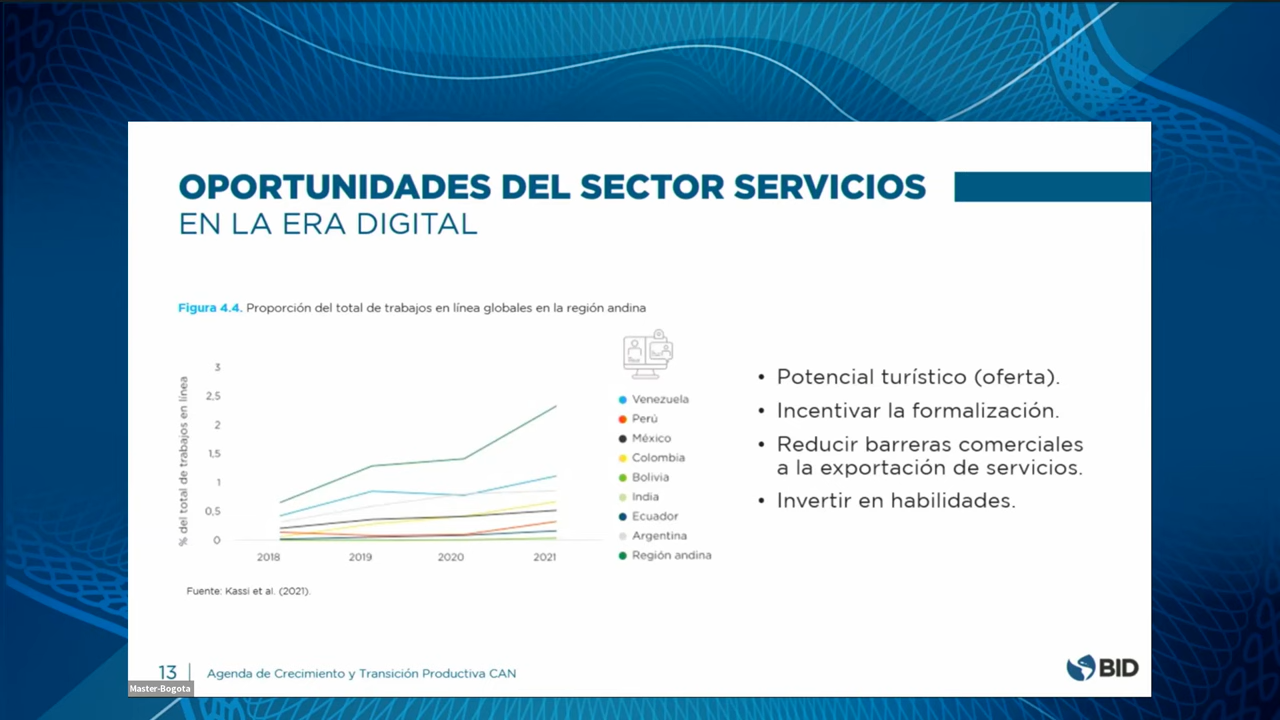 OPORTUNIDADES DEL SECTOR SERVICIOS
EN LA ERA DIGITAL
Figura 4.4. Proporción del total de trabajos en línea globales en la región andina
% del total de trabajos en línea
3
2,5
2
1,5
1
0,5
0
2018
2019
2020
2021
Venezuela
Perú
México
Colombia
Bolivia
India
Ecuador
Argentina
Región andina
Fuente: Kassi et al. (2021).
• Potencial turístico (oferta).
• Incentivar la formalización.
• Reducir barreras comerciales
a la exportación de servicios.
• Invertir en habilidades.
13
Agenda de Crecimiento y Transición Productiva CAN
BID
Master-Bogota